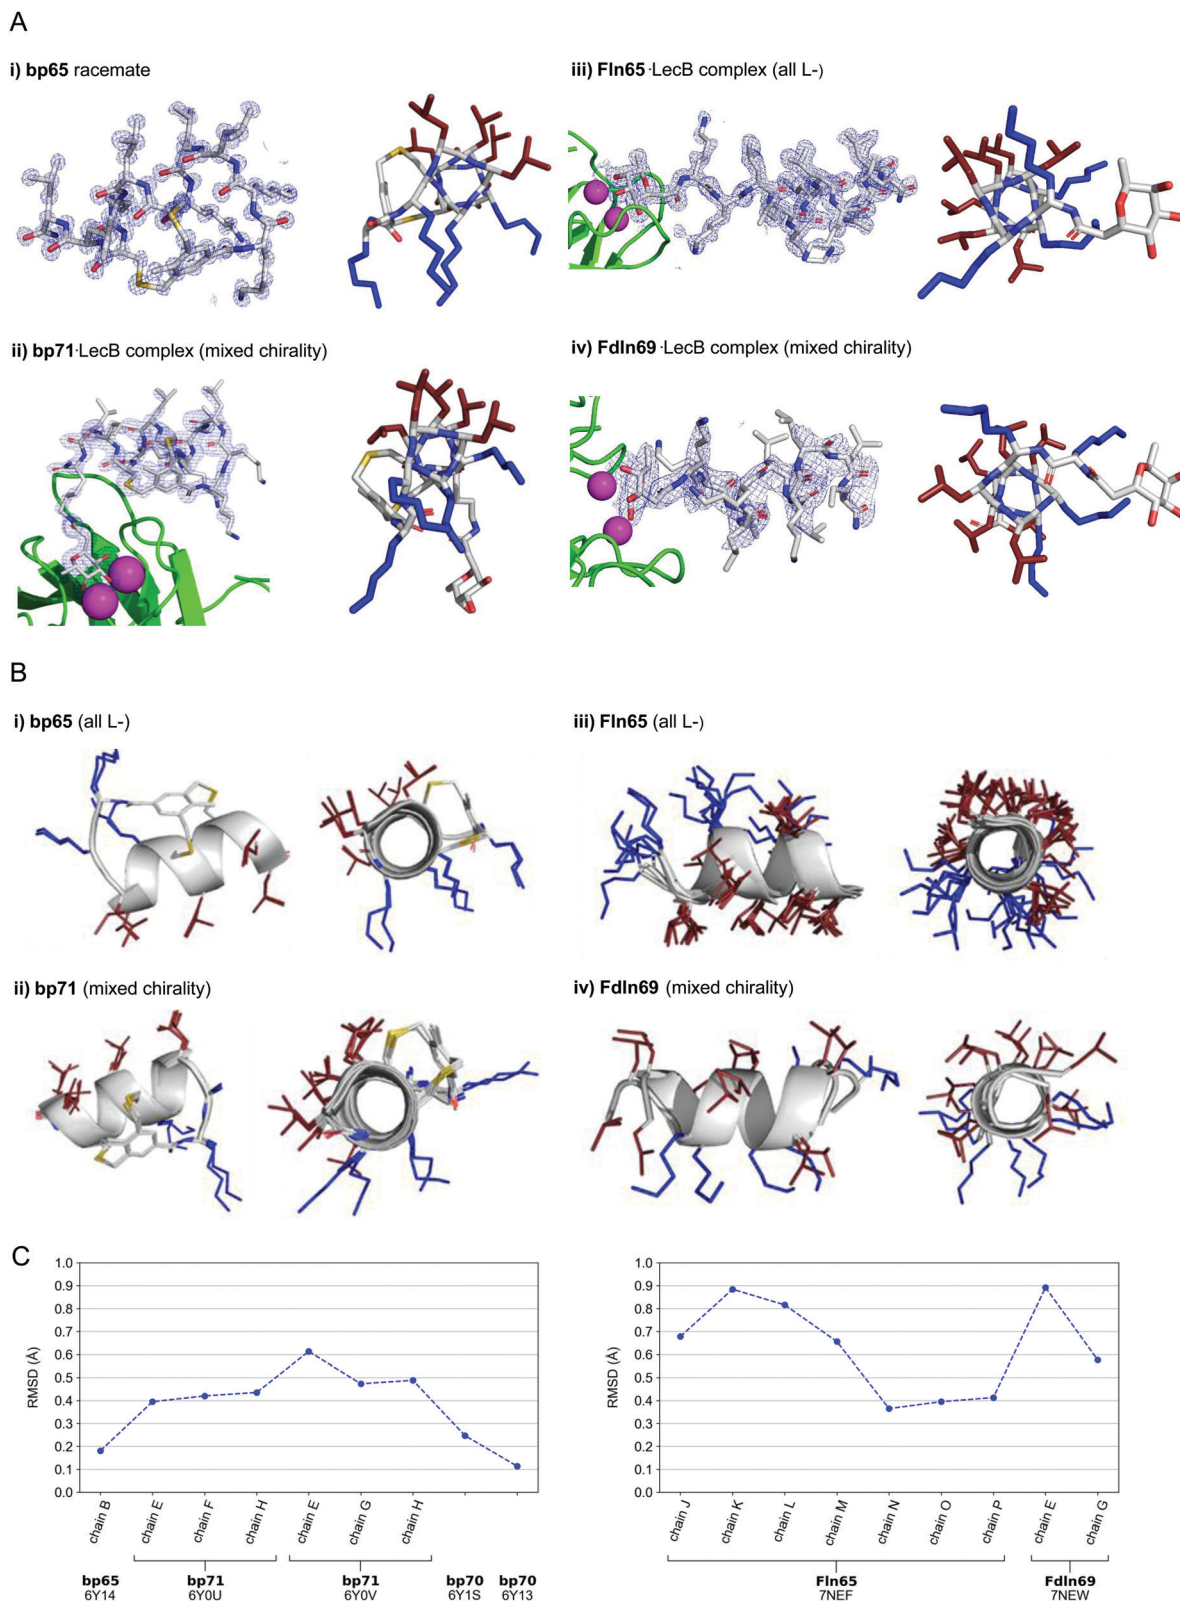 A
i) bp65 racemate
iii) Fln65·LecB complex (all L-)
ii) bp71·LecB complex (mixed chirality)
iv) Fdln69·LecB complex (mixed chirality)
B
i) bp65 (all L-)
iii) Fln65 (all L-)
ii) bp71 (mixed chirality)
iv) Fdln69 (mixed chirality)
C
1.0
0.9
0.8
0.7
0.6
0.5
0.4
0.3
0.2
0.1
0.0
RMSD (Å)
chain B
chain E
chain F
chain H
chain E
chain G
chain H
bp65
6Y14
bp71
6Y0U
bp71
6Y0V
bp70
6Y1S
bp70
6Y13
1.0
0.9
0.8
0.7
0.6
0.5
0.4
0.3
0.2
0.1
0.0
RMSD (Å)
chain J
chain K
chain L
chain M
chain N
chain O
chain P
chain E
chain G
Fln65
7NEF
Fdln69
7NEW